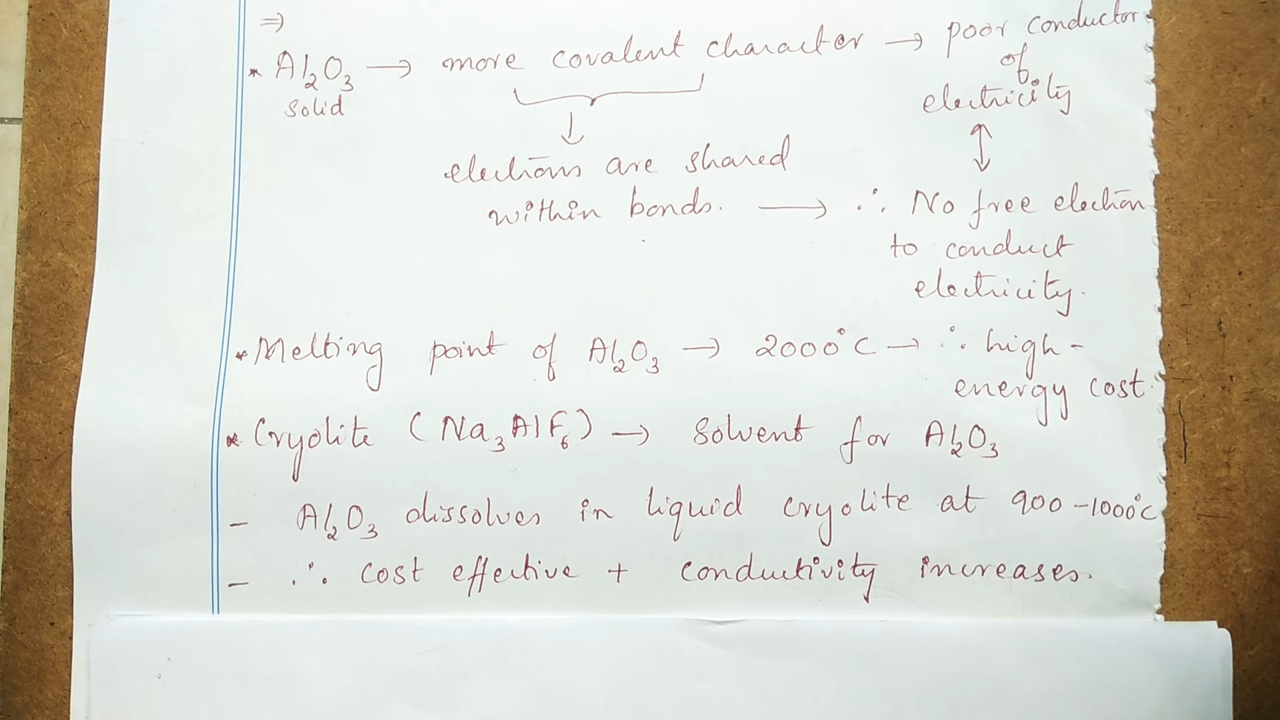 ⇒
* Al₂O₃ → more covalent character → poor conductor
solid
of
electricity
↓
↕
electrons are shared
within bonds. → ∴ No free electron
to conduct
electricity.
* Melting point of Al₂O₃ → 2000°C → ∴ high-
energy cost.
* Cryolite (Na₃AlF₆) → Solvent for Al₂O₃
- Al₂O₃ dissolves in liquid cryolite at 900-1000°C
- ∴ cost effective + conductivity increases.